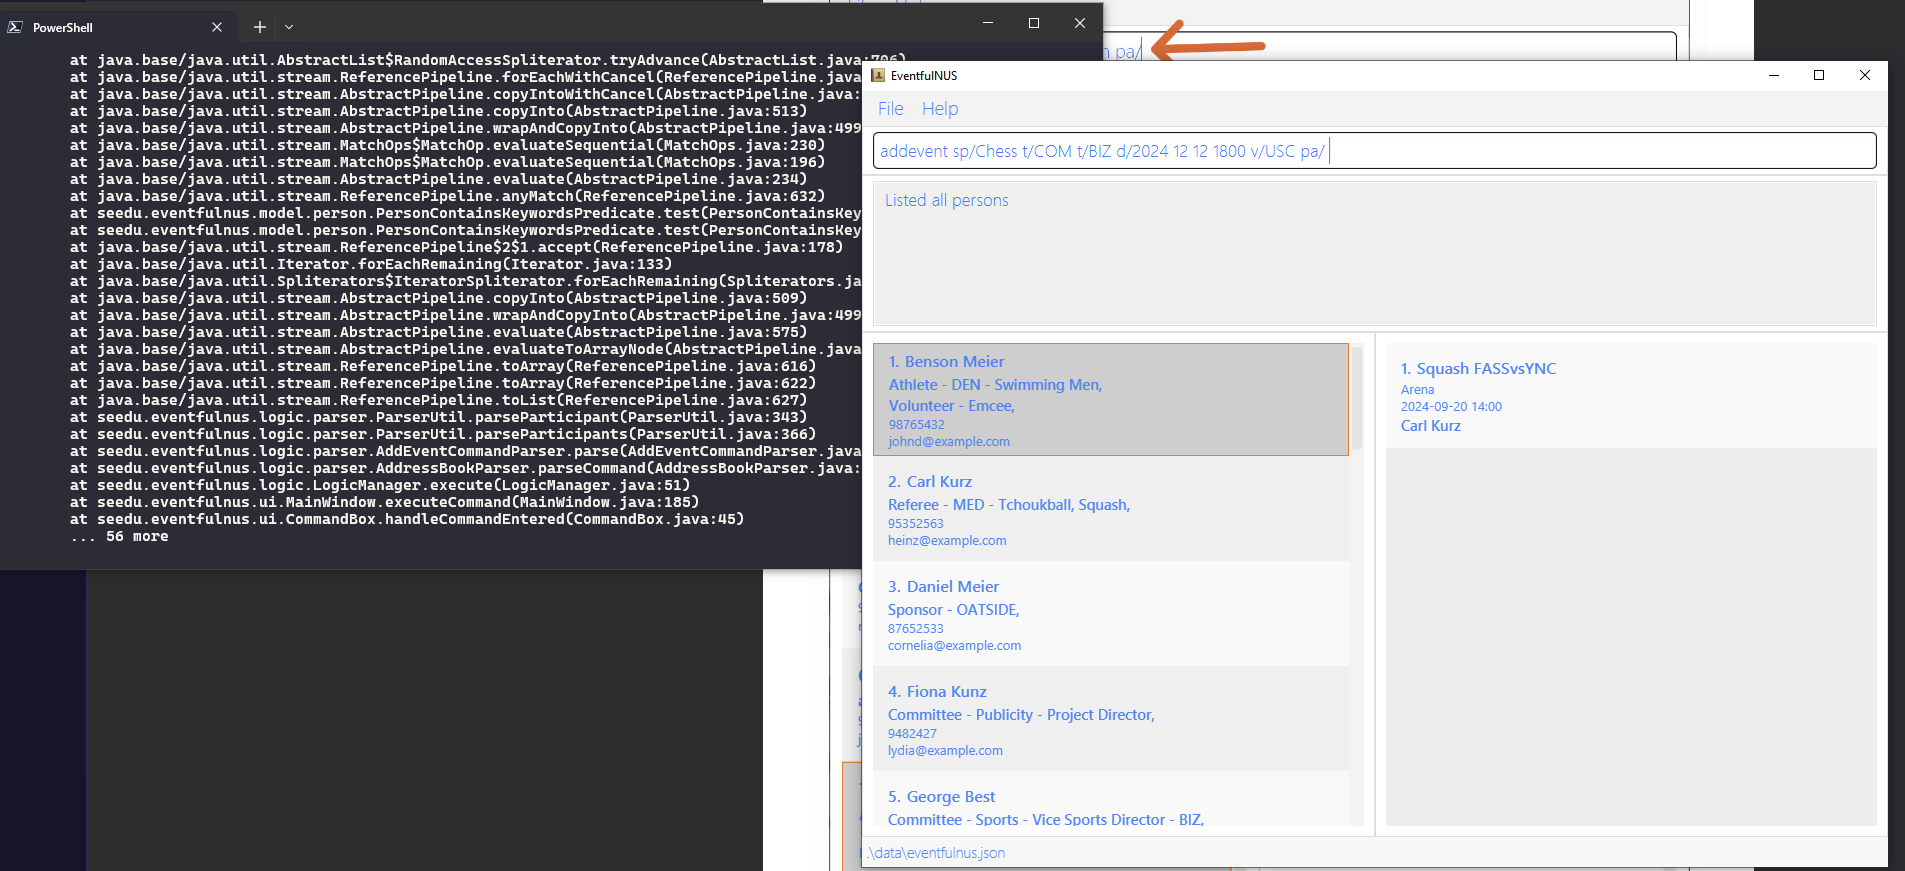 PowerShell
at java.base/java.util.AbstractList$RandomAccessSpliterator.tryAdvance(AbstractList.java:706)
at java.base/java.util.stream.ReferencePipeline.forEachWithCancel(ReferencePipeline.java
at java.base/java.util.stream.AbstractPipeline.copyIntoWithCancel(AbstractPipeline.java:
at java.base/java.util.stream.AbstractPipeline.copyInto(AbstractPipeline.java:513)
at java.base/java.util.stream.AbstractPipeline.wrapAndCopyInto(AbstractPipeline.java:499
at java.base/java.util.stream.MatchOps$MatchOp.evaluateSequential(MatchOps.java:230)
at java.base/java.util.stream.MatchOps$MatchOp.evaluateSequential(MatchOps.java:196)
at java.base/java.util.stream.AbstractPipeline.evaluate(AbstractPipeline.java:234)
at java.base/java.util.stream.ReferencePipeline.anyMatch(ReferencePipeline.java:632)
at seedu.eventfulnus.model.person.PersonContainsKeywordsPredicate.test(PersonContainsKey
at seedu.eventfulnus.model.person.PersonContainsKeywordsPredicate.test(PersonContainsKey
at java.base/java.util.stream.ReferencePipeline$2$1.accept(ReferencePipeline.java:178)
at java.base/java.util.Iterator.forEachRemaining(Iterator.java:133)
at java.base/java.util.Spliterators$IteratorSpliterator.forEachRemaining(Spliterators.ja
at java.base/java.util.stream.AbstractPipeline.copyInto(AbstractPipeline.java:509)
at java.base/java.util.stream.AbstractPipeline.wrapAndCopyInto(AbstractPipeline.java:499
at java.base/java.util.stream.AbstractPipeline.evaluate(AbstractPipeline.java:575)
at java.base/java.util.stream.AbstractPipeline.evaluateToArrayNode(AbstractPipeline.java
at java.base/java.util.stream.ReferencePipeline.toArray(ReferencePipeline.java:616)
at java.base/java.util.stream.ReferencePipeline.toArray(ReferencePipeline.java:622)
at java.base/java.util.stream.ReferencePipeline.toList(ReferencePipeline.java:627)
at seedu.eventfulnus.logic.parser.ParserUtil.parseParticipant(ParserUtil.java:343)
at seedu.eventfulnus.logic.parser.ParserUtil.parseParticipants(ParserUtil.java:366)
at seedu.eventfulnus.logic.parser.AddEventCommandParser.parse(AddEventCommandParser.java
at seedu.eventfulnus.logic.parser.AddressBookParser.parseCommand(AddressBookParser.java:
at seedu.eventfulnus.logic.LogicManager.execute(LogicManager.java:51)
at seedu.eventfulnus.ui.MainWindow.executeCommand(MainWindow.java:185)
at seedu.eventfulnus.ui.CommandBox.handleCommandEntered(CommandBox.java:45)
... 56 more
pa/
EventfulNUS
File Help
addevent sp/Chess t/COM t/BIZ d/2024 12 12 1800 v/USC pa/
Listed all persons
1. Benson Meier
Athlete - DEN - Swimming Men,
Volunteer - Emcee,
98765432
johnd@example.com
2. Carl Kurz
Referee - MED - Tchoukball, Squash,
95352563
heinz@example.com
3. Daniel Meier
Sponsor - OATSIDE,
87652533
cornelia@example.com
4. Fiona Kunz
Committee - Publicity - Project Director,
9482427
lydia@example.com
5. George Best
Committee - Sports - Vice Sports Director - BIZ,
1. Squash FASSvsYNC
Arena
2024-09-20 14:00
Carl Kurz
.\data\eventfulnus.json